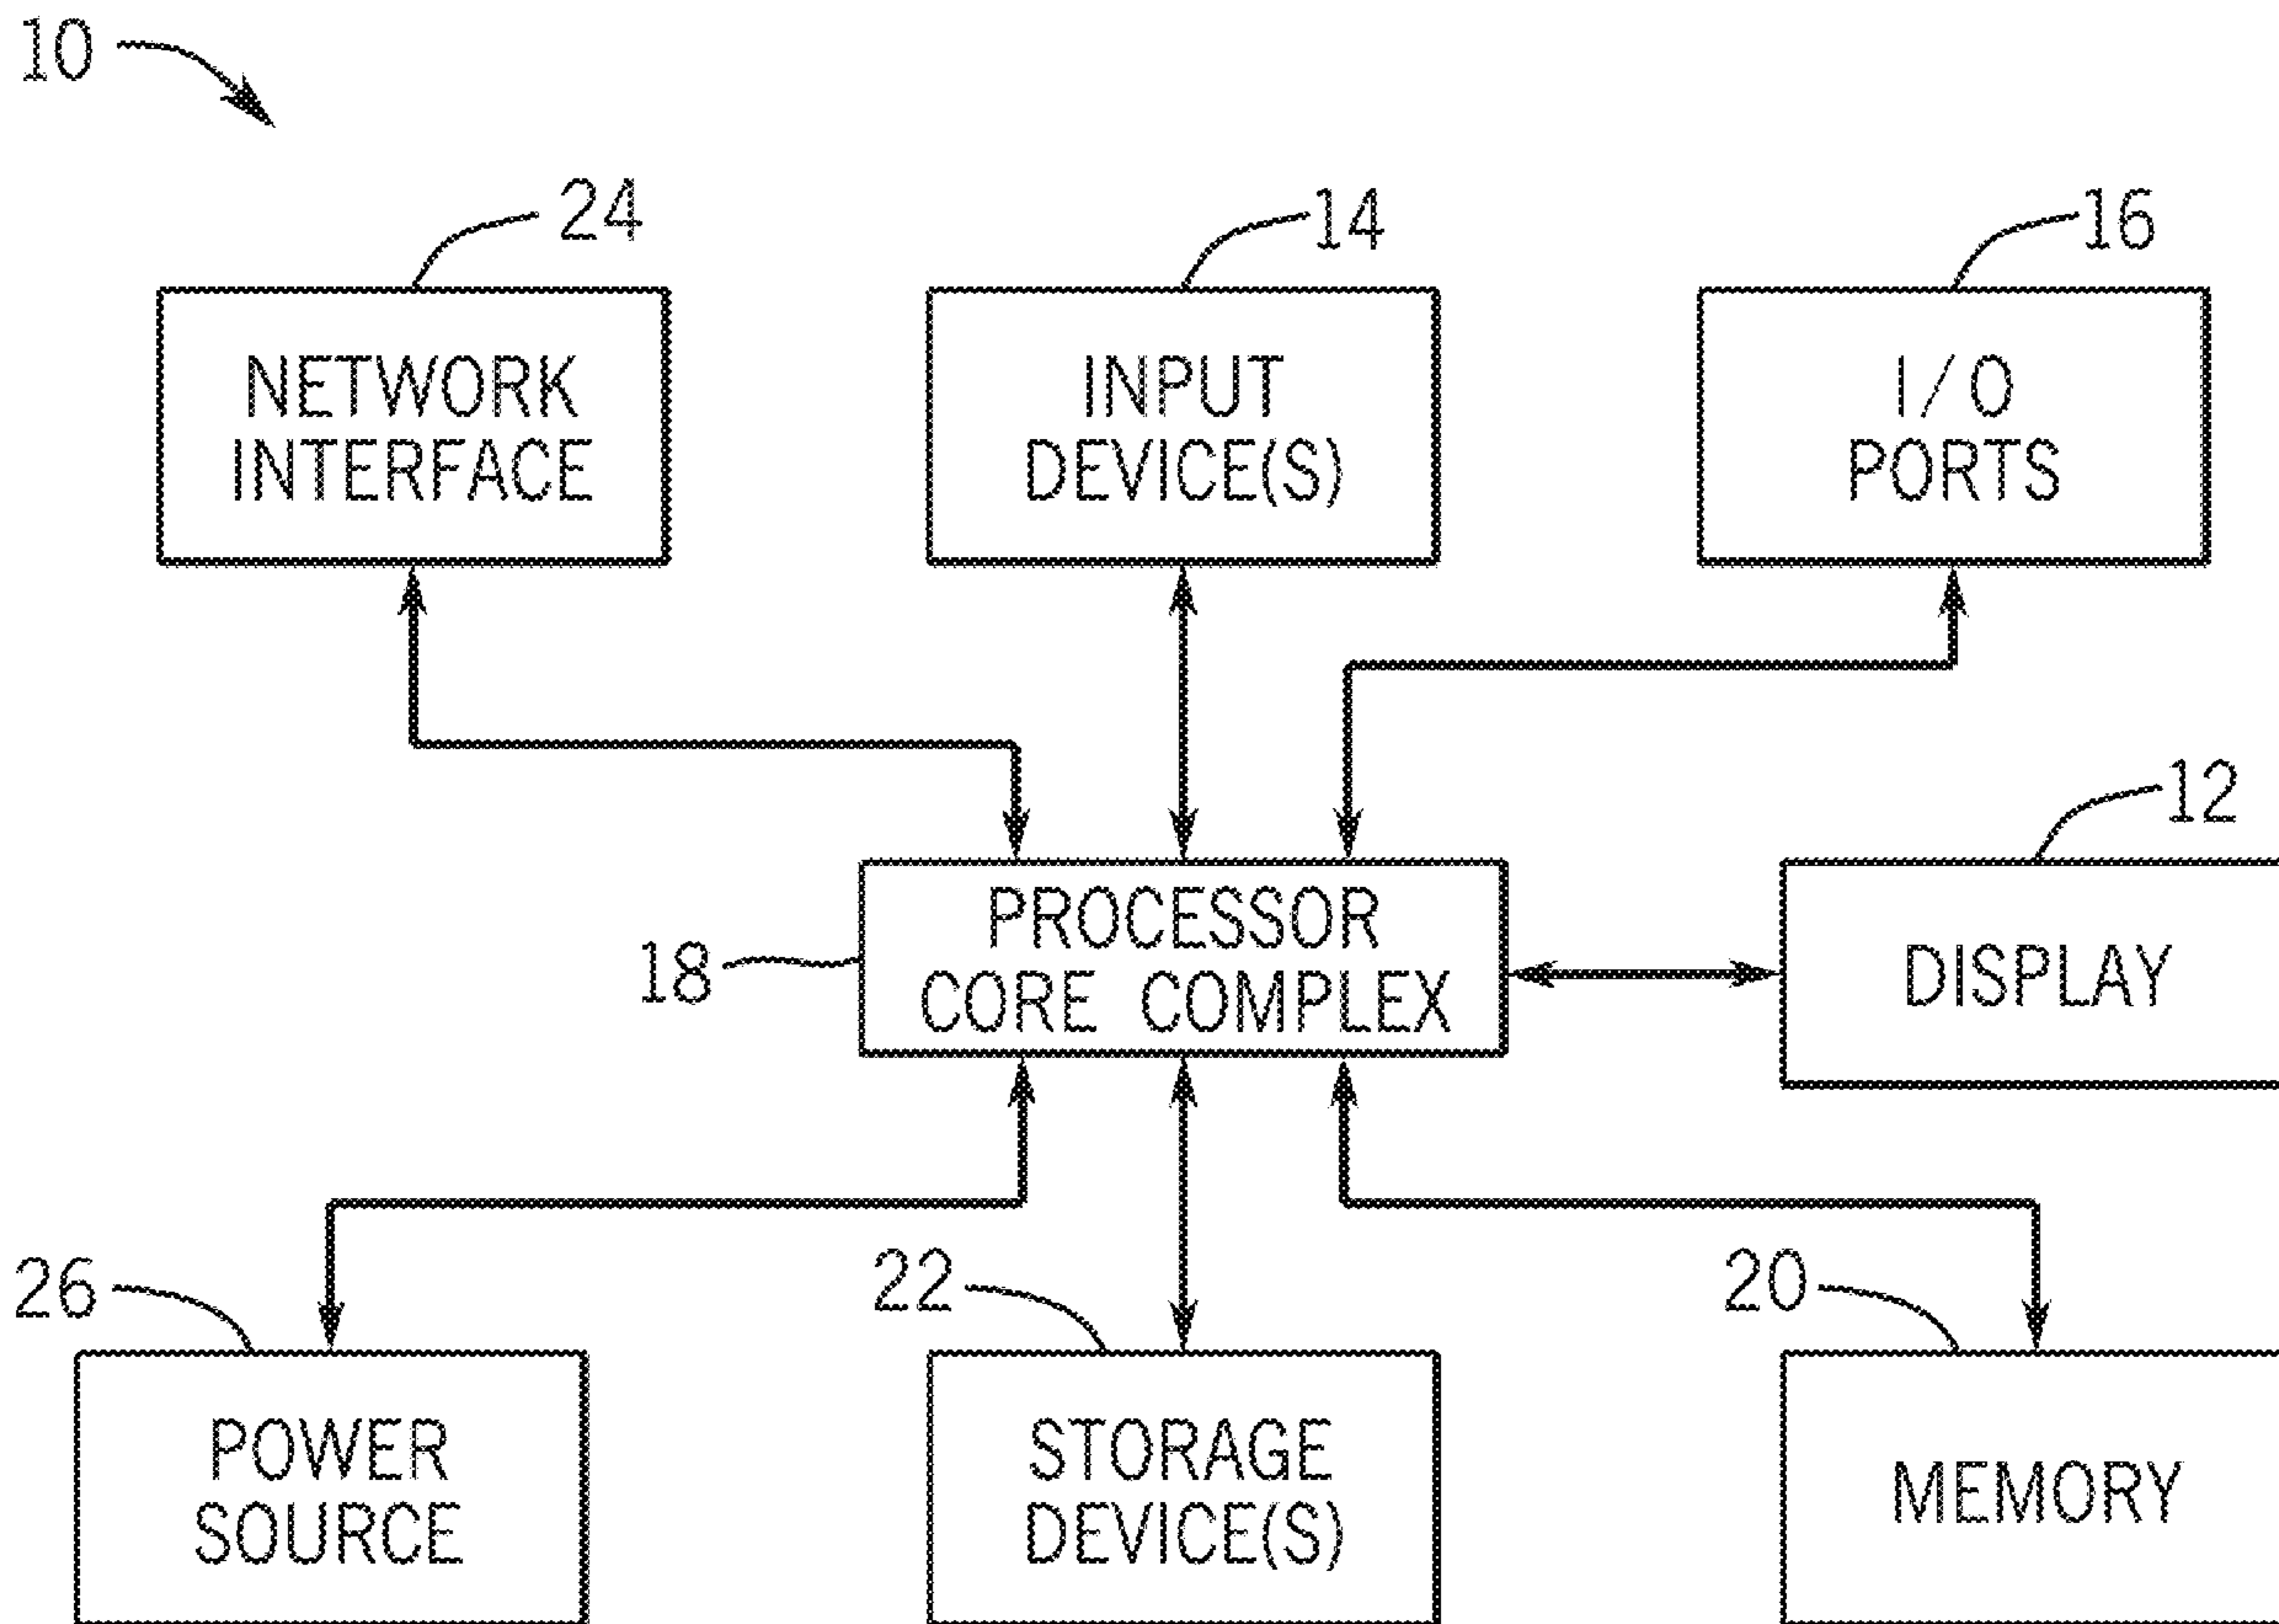 10
24
14
16
NETWORK
INTERFACE
INPUT
DEVICE(S)
I/O
PORTS
12
18
PROCESSOR
CORE COMPLEX
DISPLAY
26
22
20
POWER
SOURCE
STORAGE
DEVICE(S)
MEMORY